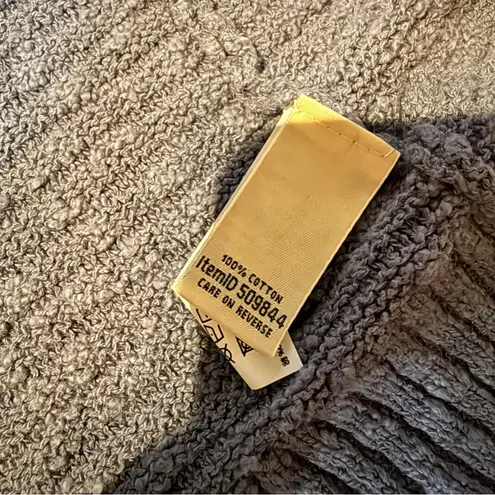 100% COTTON
ItemID 509844
CARE ON REVERSE